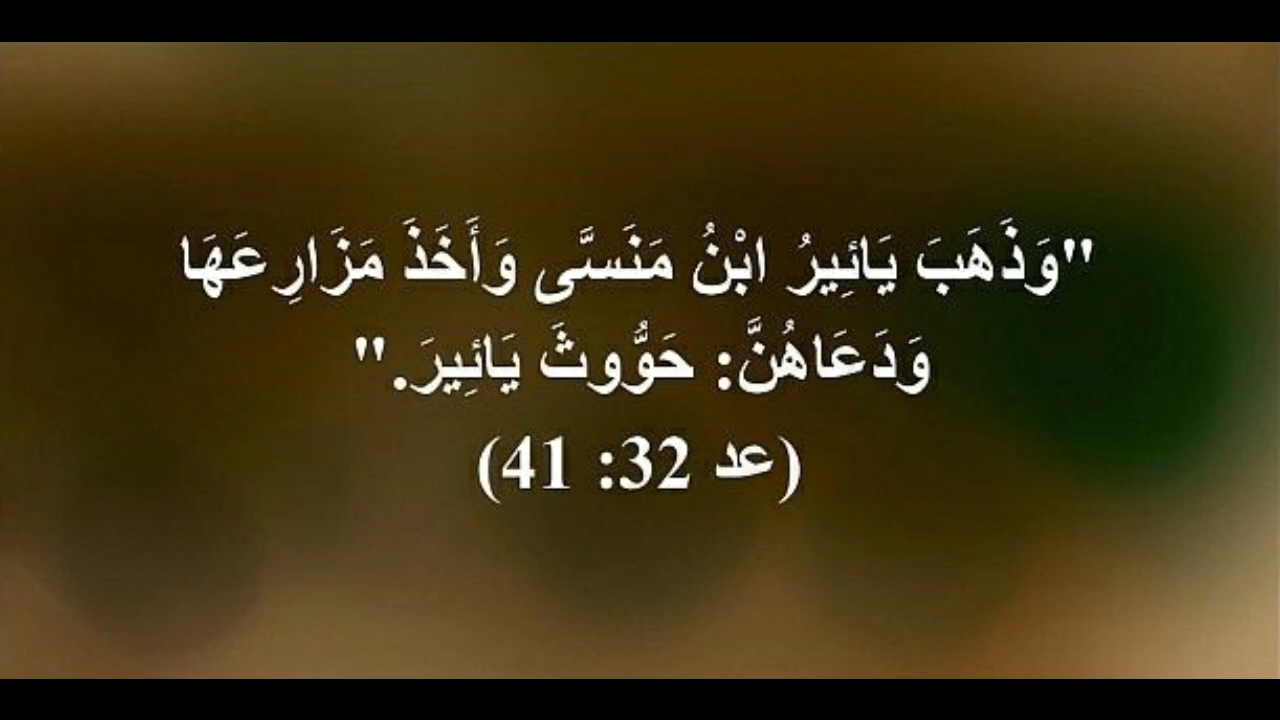 "وَذَهَبَ يَائِيرُ ابْنُ مَنَسَّى وَأَخَذَ مَزَارِعَهَا
وَدَعَاهُنَّ: حَوُّوثَ يَائِيرَ."
(عد 32: 41)